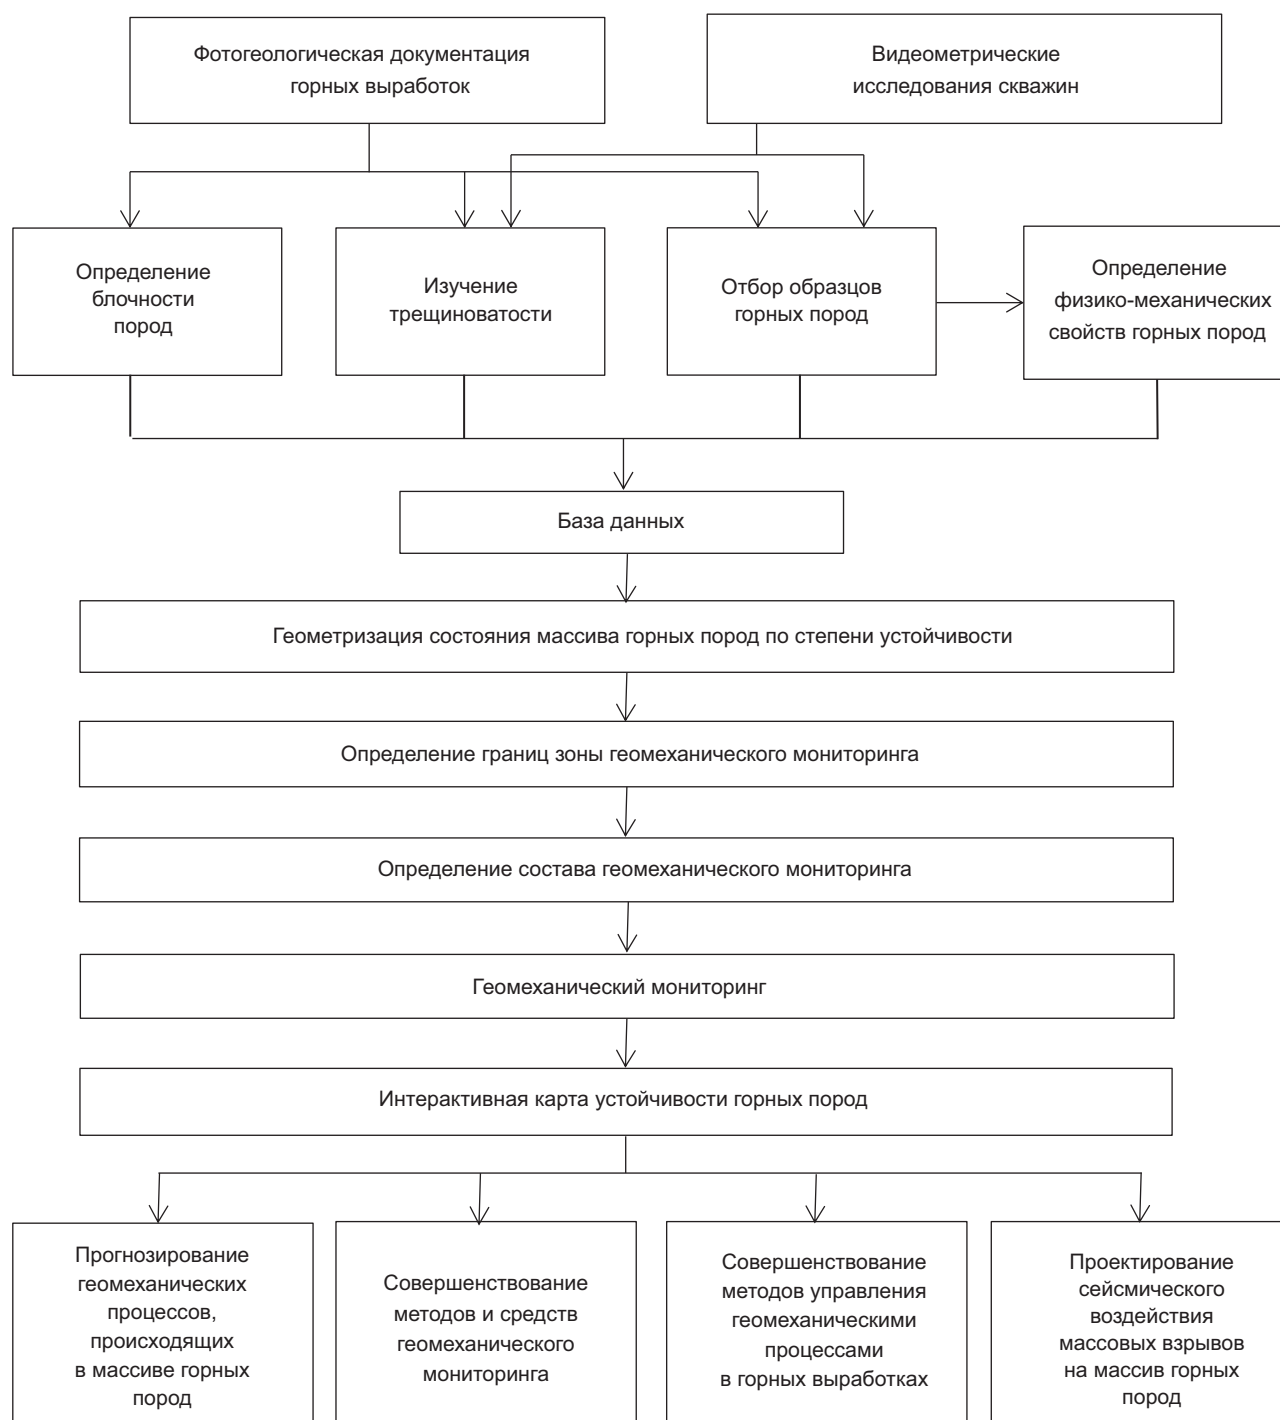 Фотогеологическая документация
горных выработок
Видеометрические
исследования скважин
Определение
блочности
пород
Изучение
трещиноватости
Отбор образцов
горных пород
Определение
физико-механических
свойств горных пород
База данных
Геометризация состояния массива горных пород по степени устойчивости
Определение границ зоны геомеханического мониторинга
Определение состава геомеханического мониторинга
Геомеханический мониторинг
Интерактивная карта устойчивости горных пород
Прогнозирование
геомеханических
процессов,
происходящих
в массиве горных
пород
Совершенствование
методов и средств
геомеханического
мониторинга
Совершенствование
методов управления
геомеханическими
процессами
в горных выработках
Проектирование
сейсмического
воздействия
массовых взрывов
на массив горных
пород